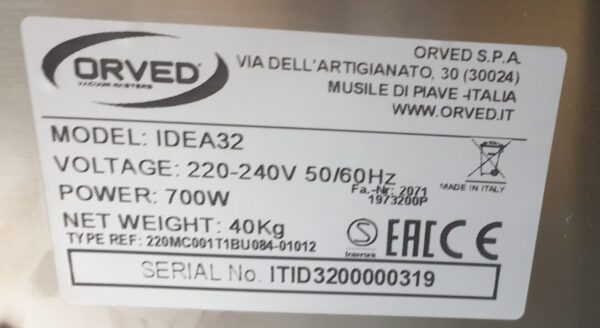 ORVED
VACUUM MASTERS
ORVED S.P.A.
VIA DELL'ARTIGIANATO, 30 (30024)
MUSILE DI PIAVE -ITALIA
WWW.ORVED.IT
MODEL: IDEA32
VOLTAGE: 220-240V 50/60Hz
POWER: 700W
Fa.-Nr: 2071
1973200P
MADE IN ITALY
NET WEIGHT: 40Kg
TYPE REF: 220MC001T1BU084-01012
S
Intertek
EAC CE
SERIAL No. ITID3200000319